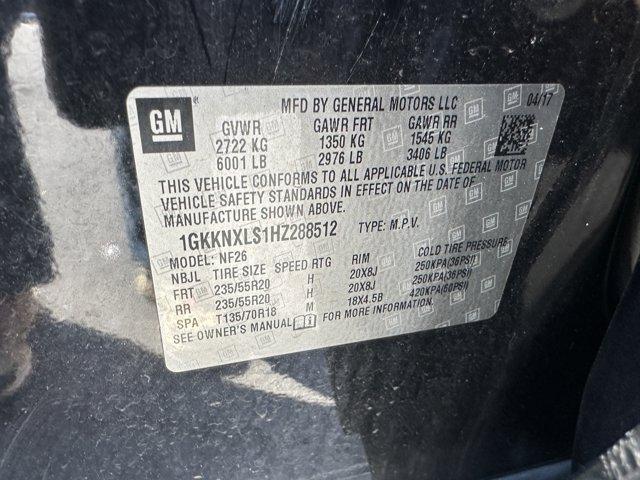 GM
MFD BY GENERAL MOTORS LLC 04/17
GVWR GAWR FRT GAWR RR
2722 KG 1350 KG 1545 KG
6001 LB 2976 LB 3406 LB
THIS VEHICLE CONFORMS TO ALL APPLICABLE U.S. FEDERAL MOTOR
VEHICLE SAFETY STANDARDS IN EFFECT ON THE DATE OF
MANUFACTURE SHOWN ABOVE.
1GKKNXLS1HZ288512 TYPE: M.P.V.
MODEL: NF26
NBJL TIRE SIZE SPEED RTG RIM COLD TIRE PRESSURE
FRT 235/55R20 H 20X8J 250KPA(36PSI)
RR 235/55R20 H 20X8J 250KPA(36PSI)
SPA T135/70R18 M 18X4.5B 420KPA(60PSI)
SEE OWNER'S MANUAL FOR MORE INFORMATION.